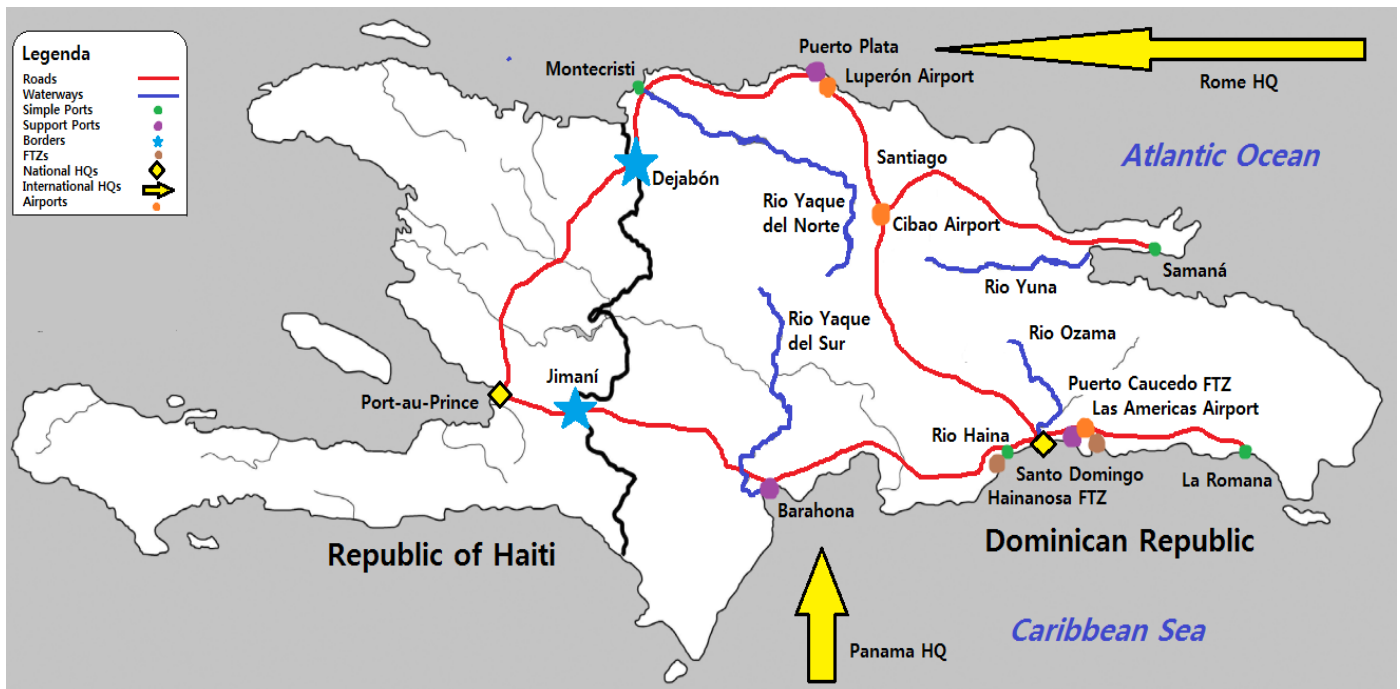 Legenda
Roads
Waterways
Simple Ports
Support Ports
Borders
FTZs
National HQs
International HQs
Airports
Puerto Plata
Montecristi
Luperón Airport
Rome HQ
Atlantic Ocean
Santiago
Dejabón
Rio Yaque
del Norte
Cibao Airport
Samaná
Rio Yuna
Rio Yaque
del Sur
Rio Ozama
Jimaní
Puerto Caucedo FTZ
Port-au-Prince
Las Americas Airport
Rio Haina
Santo Domingo
La Romana
Hainanosa FTZ
Barahona
Republic of Haiti
Dominican Republic
Caribbean Sea
Panama HQ